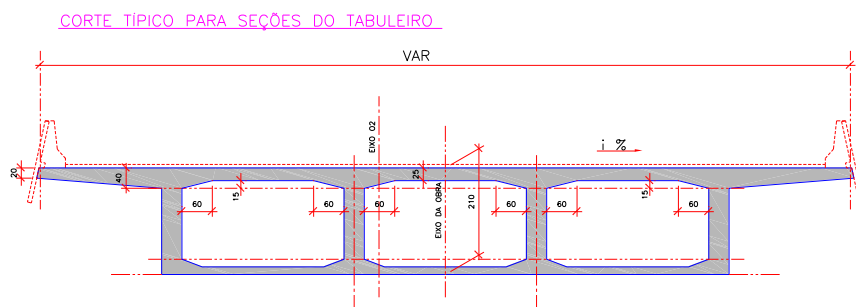 CORTE TÍPICO PARA SEÇÕES DO TABULEIRO
VAR
EIXO 02
i %
20
40
25
15
15
60
60
60
60
60
60
EIXO DA OBRA
210